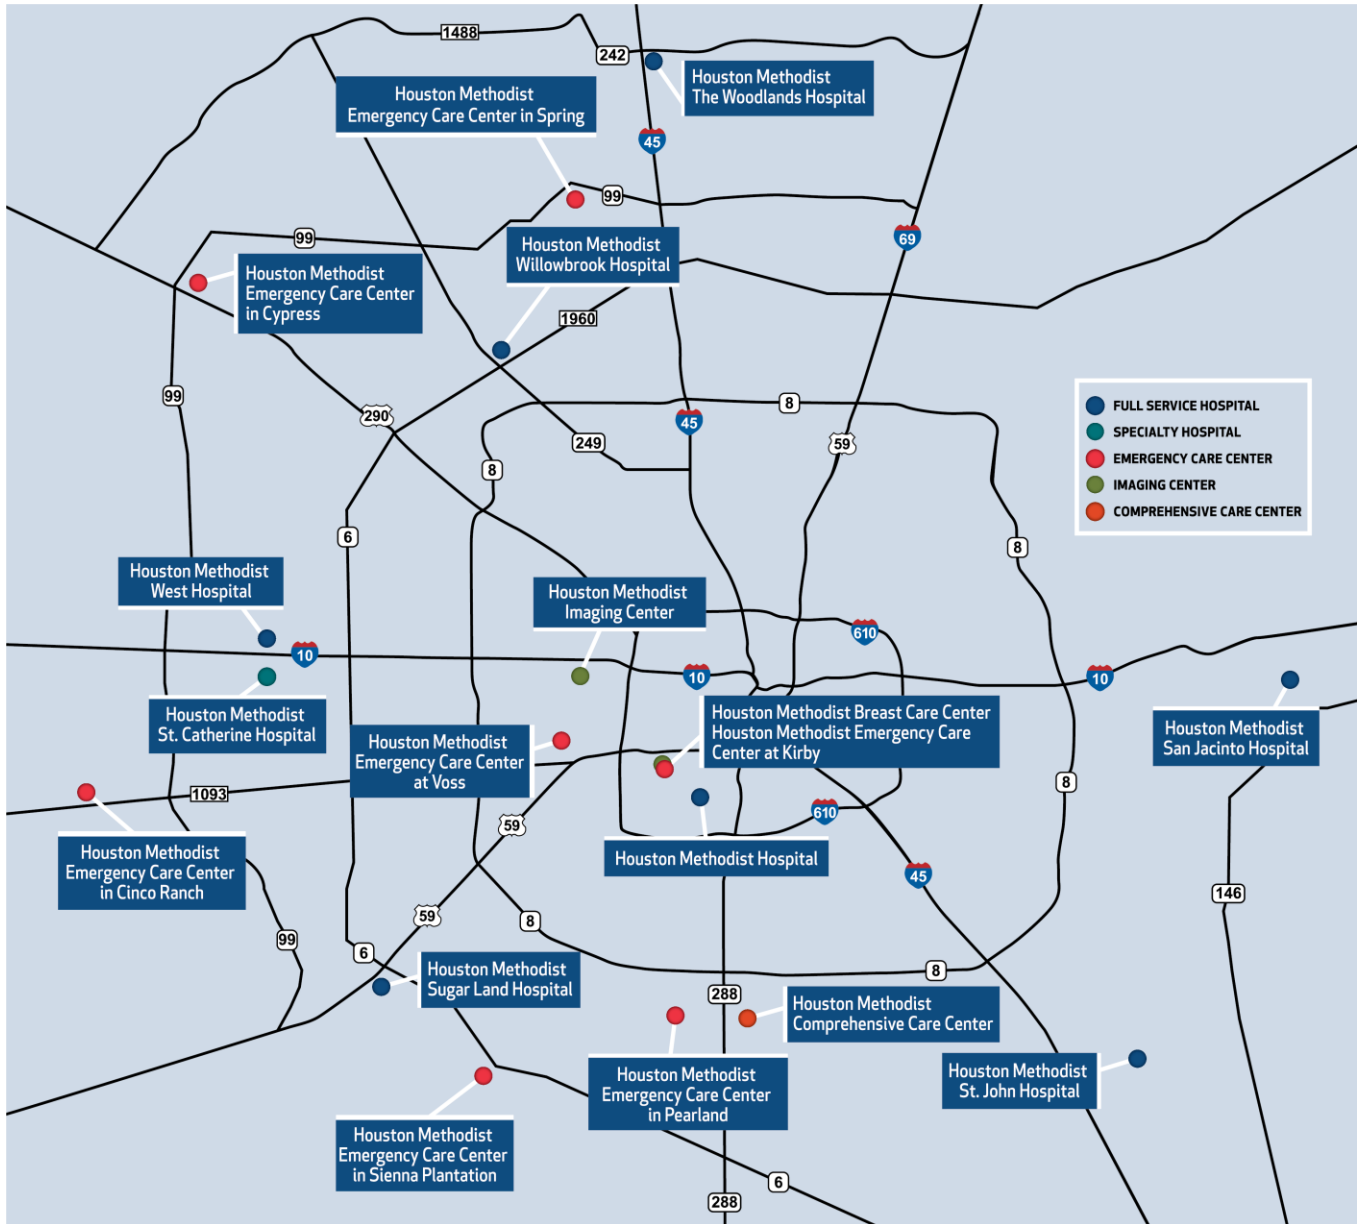 1488
242
Houston Methodist
The Woodlands Hospital
Houston Methodist
Emergency Care Center in Spring
45
99
99
69
Houston Methodist
Willowbrook Hospital
Houston Methodist
Emergency Care Center
in Cypress
1960
99
290
8
45
59
249
8
FULL SERVICE HOSPITAL
SPECIALTY HOSPITAL
EMERGENCY CARE CENTER
IMAGING CENTER
COMPREHENSIVE CARE CENTER
6
8
Houston Methodist
West Hospital
Houston Methodist
Imaging Center
610
10
10
10
Houston Methodist
St. Catherine Hospital
Houston Methodist Breast Care Center
Houston Methodist Emergency Care
Center at Kirby
Houston Methodist
San Jacinto Hospital
Houston Methodist
Emergency Care Center
at Voss
1093
8
59
610
Houston Methodist
Emergency Care Center
in Cinco Ranch
Houston Methodist Hospital
45
146
59
8
99
6
8
Houston Methodist
Sugar Land Hospital
288
Houston Methodist
Comprehensive Care Center
Houston Methodist
Emergency Care Center
in Pearland
Houston Methodist
St. John Hospital
Houston Methodist
Emergency Care Center
in Sienna Plantation
6
288